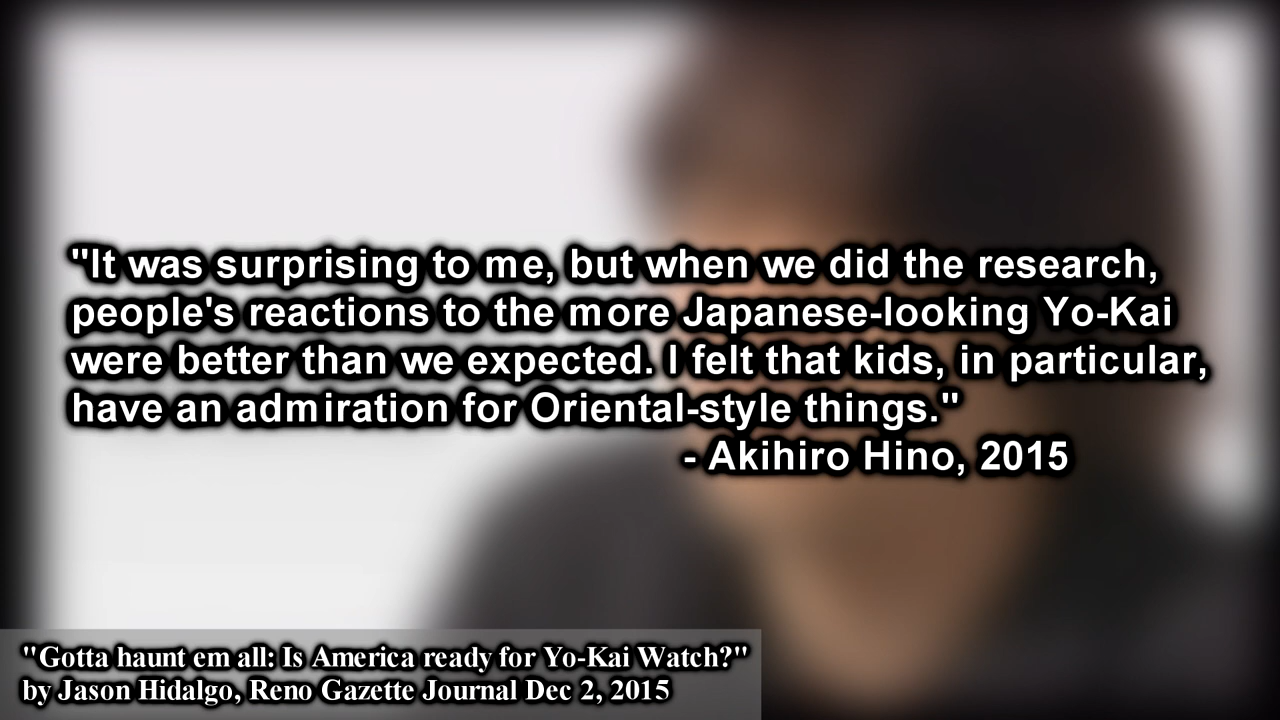 "It was surprising to me, but when we did the research,
people's reactions to the more Japanese-looking Yo-Kai
were better than we expected. I felt that kids, in particular,
have an admiration for Oriental-style things."
- Akihiro Hino, 2015
"Gotta haunt em all: Is America ready for Yo-Kai Watch?"
by Jason Hidalgo, Reno Gazette Journal Dec 2, 2015